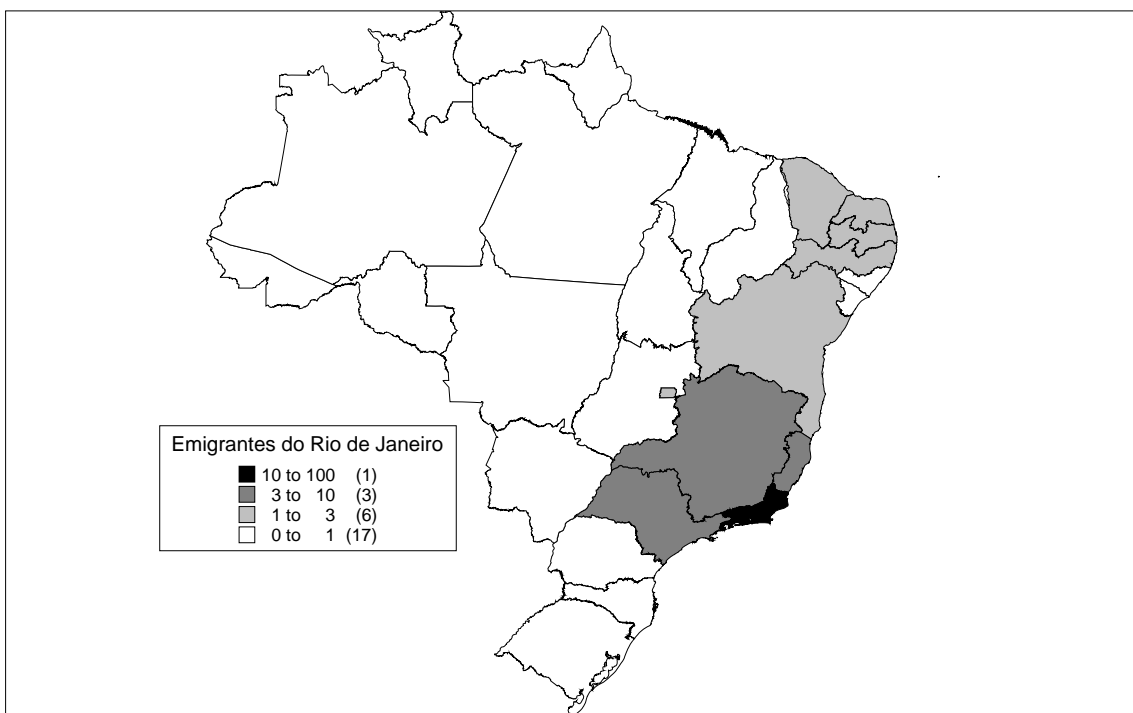 Emigrantes do Rio de Janeiro
10 to 100 (1)
3 to 10 (3)
1 to 3 (6)
0 to 1 (17)